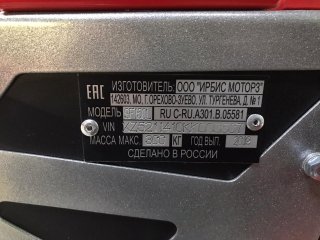 EAC ИЗГОТОВИТЕЛЬ ООО "ИРБИС МОТОРЗ"
142603, МО, Г. ОРЕХОВО-ЗУЕВО, УЛ. ТУРГЕНЕВА, Д. №1
МОДЕЛЬ RU C-RU.A301.B.05581
VIN
МАССА МАКС. КГ ГОД ВЫП.
СДЕЛАНО В РОССИИ